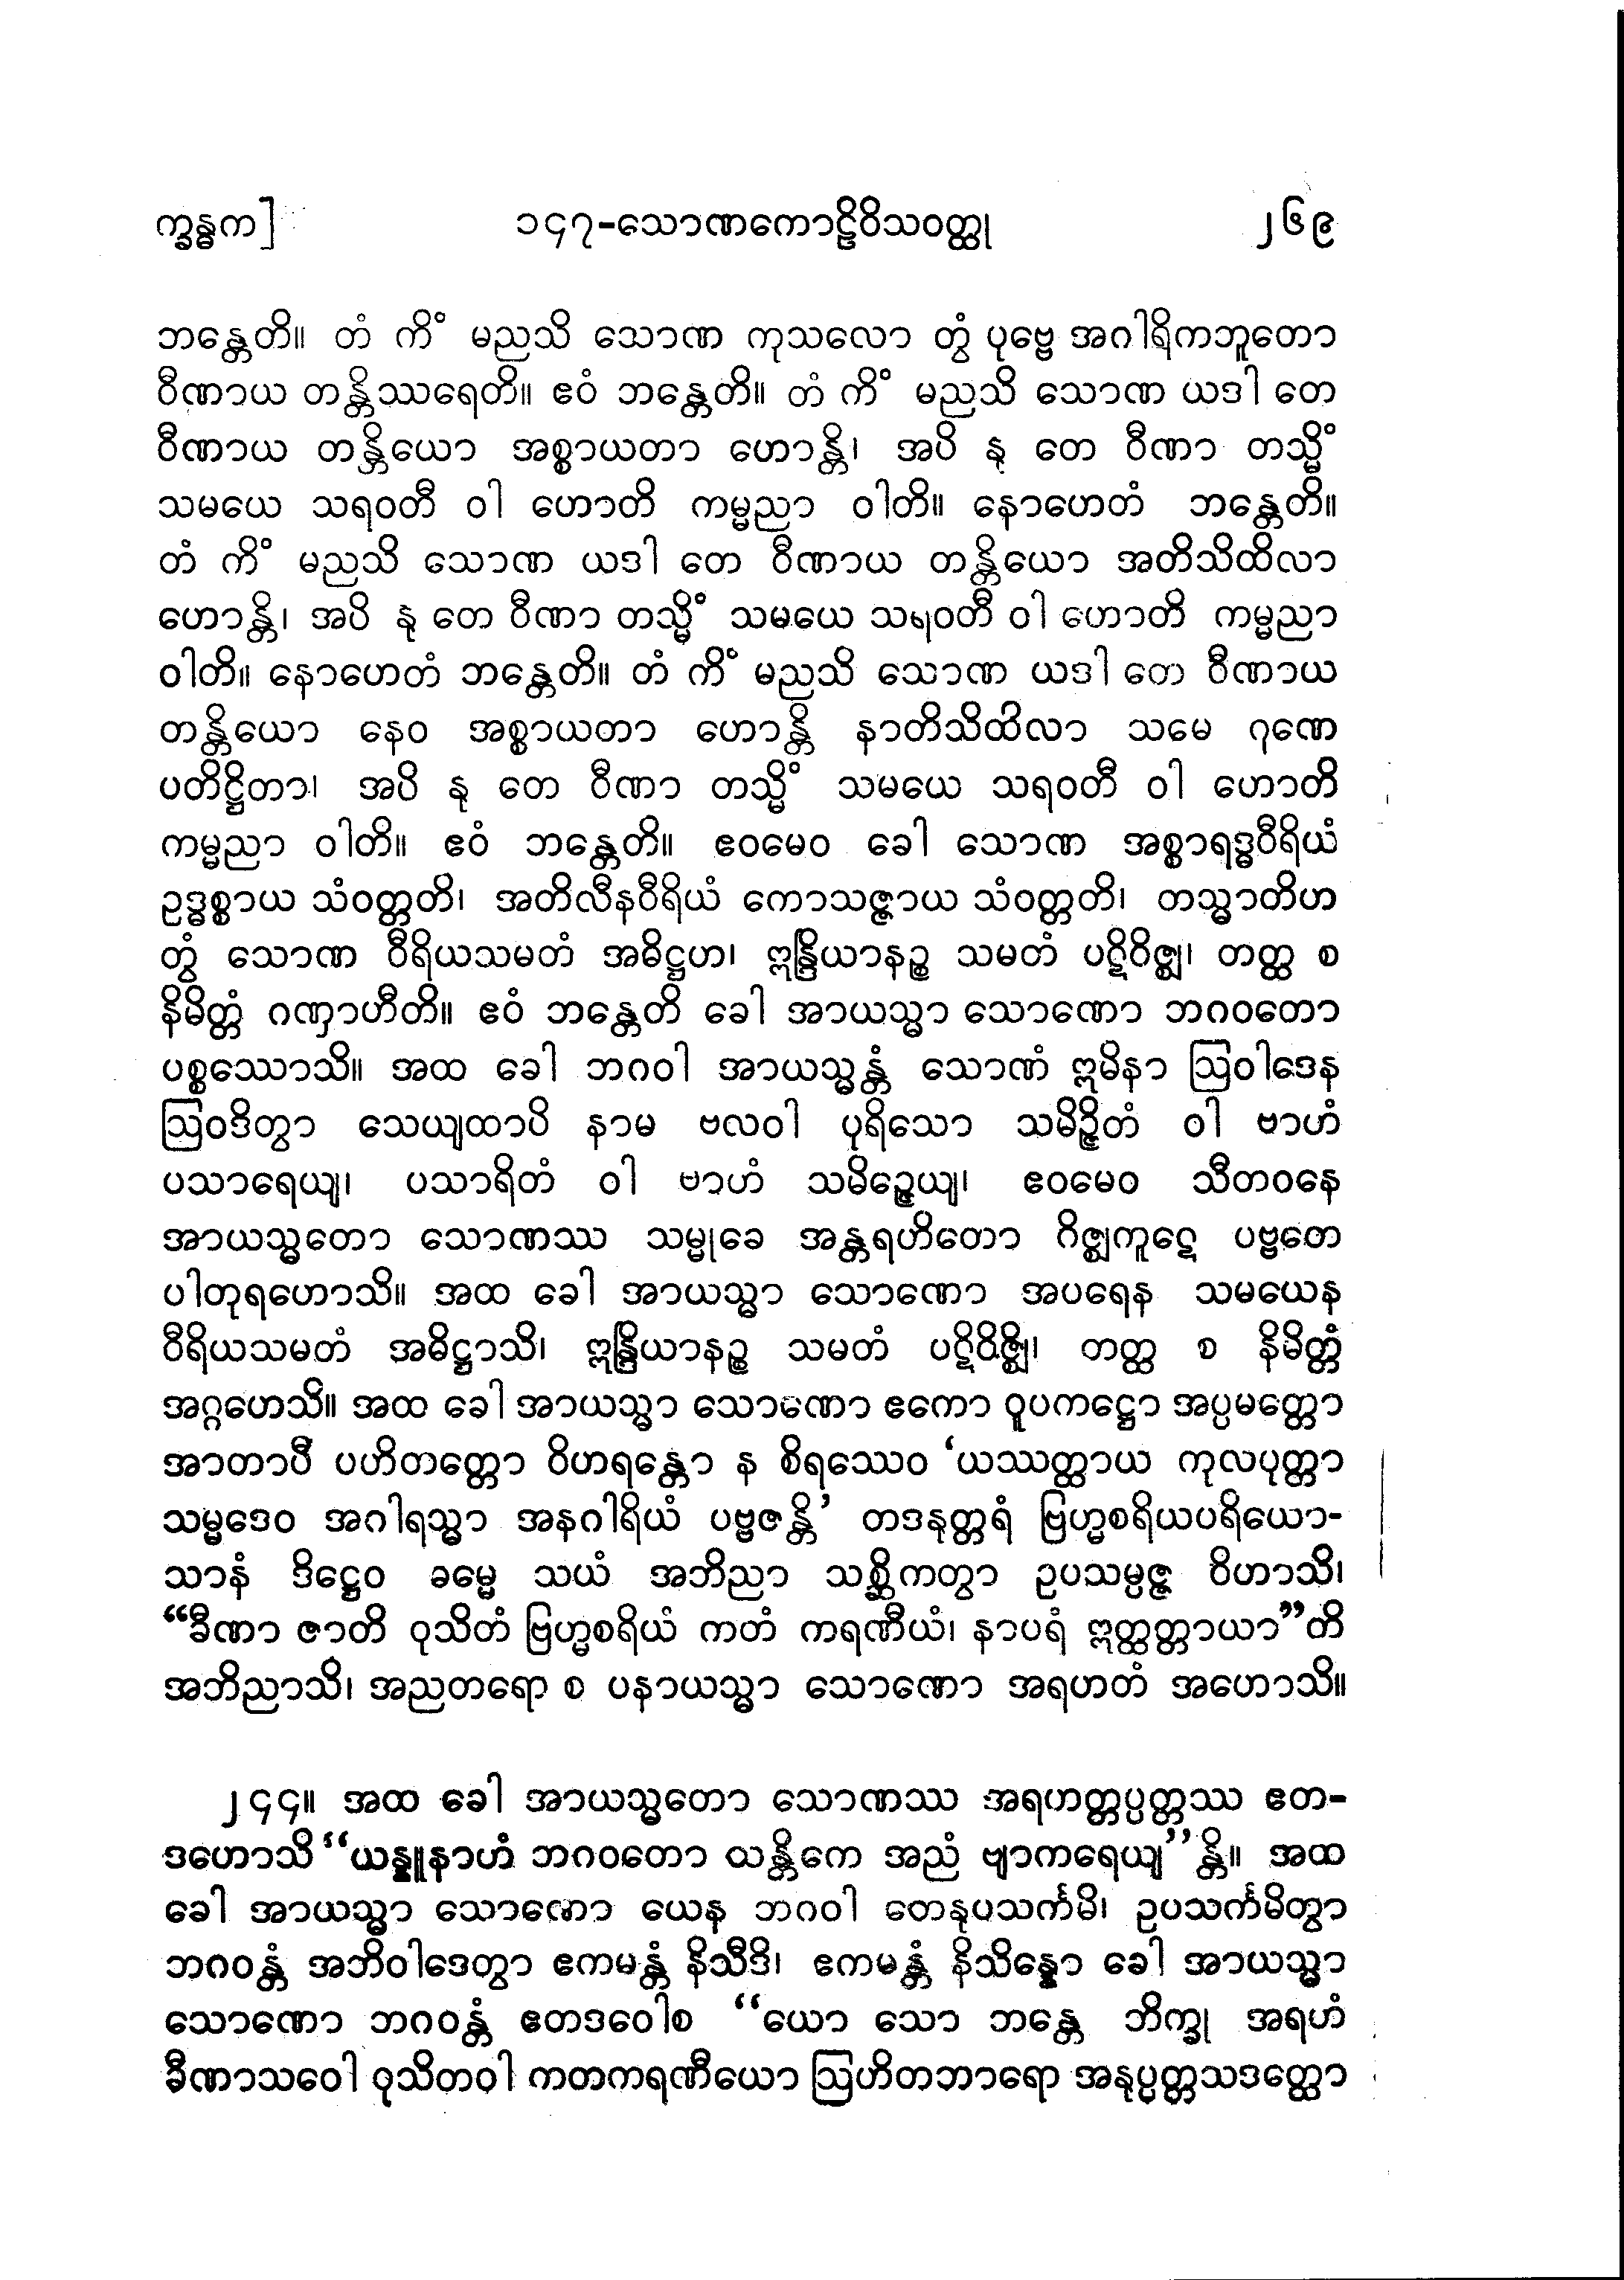 က္ခန္ဓက] ၁၄၇-သောဏကောဠိဝိသဝတ္ထု ၂၆၉
ဘန္တေတိ။ တံ ကိံ မညသိ သောဏ ကုသလော တွံ ပုဗ္ဗေ အဂါရိကဘူတော
ဝီဏာယ တန္တိဿရေတိ။ ဧဝံ ဘန္တေတိ။ တံ ကိံ မညသိ သောဏ ယဒါ တေ
ဝီဏာယ တန္တိယော အစ္စာယတာ ဟောန္တိ၊ အပိ နု တေ ဝီဏာ တသ္မိံ
သမယေ သရဝတီ ဝါ ဟောတိ ကမ္မညာ ဝါတိ။ နောဟေတံ ဘန္တေတိ။
တံ ကိံ မညသိ သောဏ ယဒါ တေ ဝီဏာယ တန္တိယော အတိသိထိလာ
ဟောန္တိ၊ အပိ နု တေ ဝီဏာ တသ္မိံ သမယေ သရဝတီ ဝါ ဟောတိ ကမ္မညာ
ဝါတိ။ နောဟေတံ ဘန္တေတိ။ တံ ကိံ မညသိ သောဏ ယဒါ တေ ဝီဏာယ
တန္တိယော နေဝ အစ္စာယတာ ဟောန္တိ နာတိသိထိလာ သမေ ဂုဏေ
ပတိဋ္ဌိတာ၊ အပိ နု တေ ဝီဏာ တသ္မိံ သမယေ သရဝတီ ဝါ ဟောတိ
ကမ္မညာ ဝါတိ။ ဧဝံ ဘန္တေတိ။ ဧဝမေဝ ခေါ သောဏ အစ္စာရဒ္ဓဝီရိယံ
ဥဒ္ဓစ္စာယ သံဝတ္တတိ၊ အတိလီနဝီရိယံ ကောသဇ္ဇာယ သံဝတ္တတိ၊ တသ္မာတိဟ
တွံ သောဏ ဝီရိယသမတံ အဓိဋ္ဌဟ၊ ဣန္ဒြိယာနဉ္စ သမတံ ပဋိဝိဇ္ဈ၊ တတ္ထ စ
နိမိတ္တံ ဂဏှာဟီတိ။ ဧဝံ ဘန္တေတိ ခေါ အာယသ္မာ သောဏော ဘဂဝတော
ပစ္စဿောသိ။ အထ ခေါ ဘဂဝါ အာယသ္မန္တံ သောဏံ ဣမိနာ ဩဝါဒေန
ဩဝဒိတွာ သေယျထာပိ နာမ ဗလဝါ ပုရိသော သမိဉ္ဇိတံ ဝါ ဗာဟံ
ပသာရေယျ၊ ပသာရိတံ ဝါ ဗာဟံ သမိဉ္ဇေယျ၊ ဧဝမေဝ သီတဝနေ
အာယသ္မတော သောဏဿ သမ္မုခေ အန္တရဟိတော ဂိဇ္ဈကူဋေ ပဗ္ဗတေ
ပါတုရဟောသိ။ အထ ခေါ အာယသ္မာ သောဏော အပရေန သမယေန
ဝီရိယသမတံ အဓိဋ္ဌာသိ၊ ဣန္ဒြိယာနဉ္စ သမတံ ပဋိဝိဇ္ဈိ၊ တတ္ထ စ နိမိတ္တံ
အဂ္ဂဟေသိ။ အထ ခေါ အာယသ္မာ သောဏော ဧကော ဝူပကဋ္ဌော အပ္ပမတ္တော
အာတာပီ ပဟိတတ္တော ဝိဟရန္တော န စိရဿေဝ ‘ယဿတ္ထာယ ကုလပုတ္တာ
သမ္မဒေဝ အဂါရသ္မာ အနဂါရိယံ ပဗ္ဗဇန္တိ’ တဒနုတ္တရံ ဗြဟ္မစရိယပရိယော-
သာနံ ဒိဋ္ဌေဝ ဓမ္မေ သယံ အဘိညာ သစ္ဆိကတွာ ဥပသမ္ပဇ္ဇ ဝိဟာသိ၊
“ခီဏာ ဇာတိ ဝုသိတံ ဗြဟ္မစရိယံ ကတံ ကရဏီယံ၊ နာပရံ ဣတ္ထတ္တာယာ”တိ
အဘိညာသိ၊ အညတရော စ ပနာယသ္မာ သောဏော အရဟတံ အဟောသိ။
၂၄၄။ အထ ခေါ အာယသ္မတော သောဏဿ အရဟတ္တပ္ပတ္တဿ ဧတ-
ဒဟောသိ “ယန္နူနာဟံ ဘဂဝတော သန္တိကေ အညံ ဗျာကရေယျ”န္တိ။ အထ
ခေါ အာယသ္မာ သောဏော ယေန ဘဂဝါ တေနုပသင်္ကမိ၊ ဥပသင်္ကမိတွာ
ဘဂဝန္တံ အဘိဝါဒေတွာ ဧကမန္တံ နိသီဒိ၊ ဧကမန္တံ နိသိန္နော ခေါ အာယသ္မာ
သောဏော ဘဂဝန္တံ ဧတဒဝေါစ “ယော သော ဘန္တေ ဘိက္ခု အရဟံ
ခီဏာသဝေါ ဝုသိတဝါ ကတကရဏီယော ဩဟိတဘာရော အနုပ္ပတ္တသဒတ္ထော